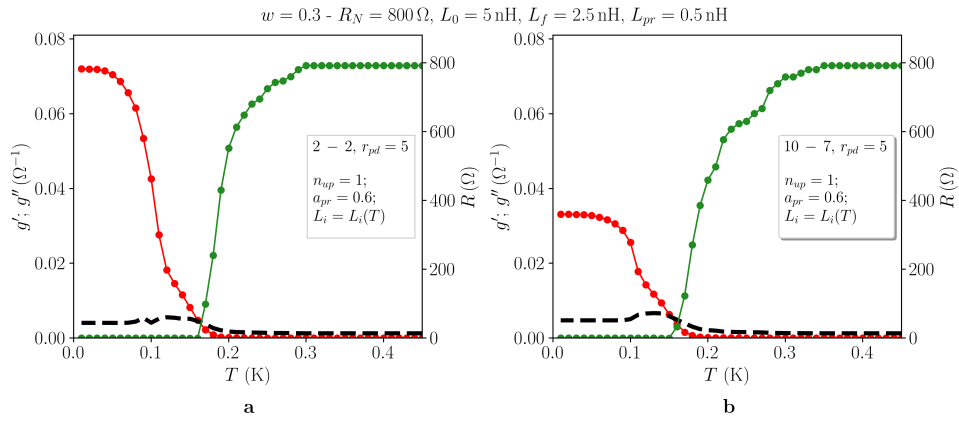 w = 0.3 - R_N = 800 Ω, L_0 = 5 nH, L_f = 2.5 nH, L_pr = 0.5 nH
0.08
0.06
0.04
0.02
0.00
g′; g″ (Ω⁻¹)
0.0
0.1
0.2
0.3
0.4
T (K)
800
600
400
200
0
R (Ω)
2 − 2, r_pd = 5
n_up = 1;
a_pr = 0.6;
L_i = L_i(T)
a
0.08
0.06
0.04
0.02
0.00
g′; g″ (Ω⁻¹)
0.0
0.1
0.2
0.3
0.4
T (K)
800
600
400
200
0
R (Ω)
10 − 7, r_pd = 5
n_up = 1;
a_pr = 0.6;
L_i = L_i(T)
b